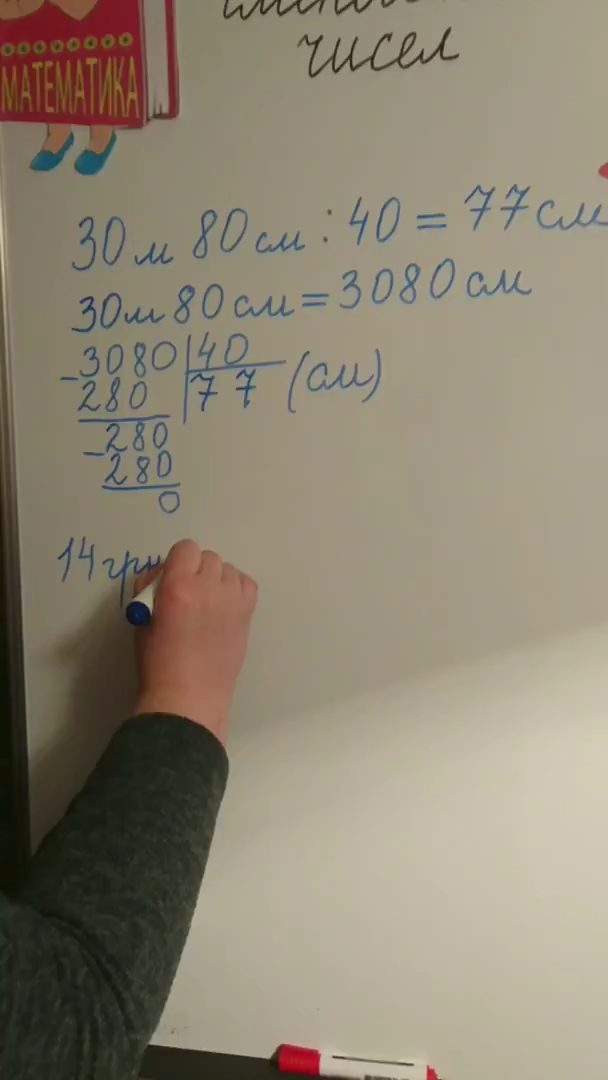 чисел
МАТЕМАТИКА
30 м 80 см : 40 = 77 см
30 м 80 см = 3080 см
- 3080 | 40
280 | 77 (см)
- 280
280
0
14 гри